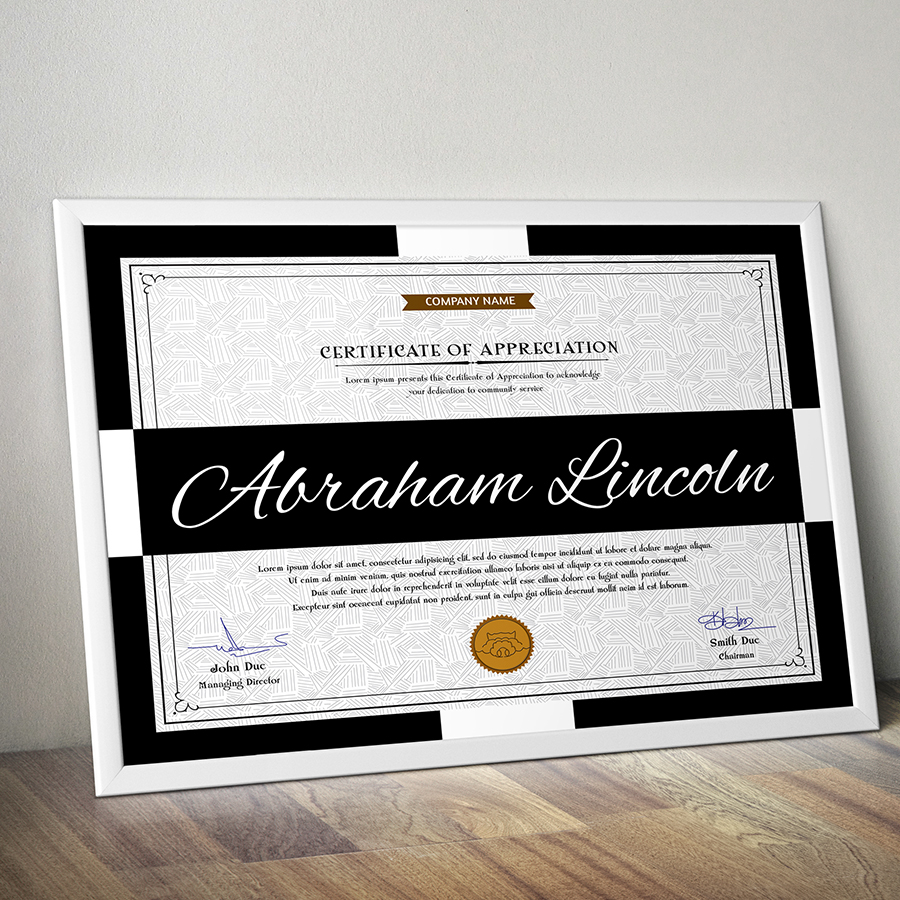 COMPANY NAME
CERTIFICATE OF APPRECIATION
Lorem ipsum presents this Certificate of Appreciation to acknowledge
your dedication to community service
Abraham Lincoln
Lorem ipsum dolor sit amet, consectetur adipisicing elit, sed do eiusmod tempor incididunt ut labore et dolore magna aliqua.
Ut enim ad minim veniam, quis nostrud exercitation ullamco laboris nisi ut aliquip ex ea commodo consequat.
Duis aute irure dolor in reprehenderit in voluptate velit esse cillum dolore eu fugiat nulla pariatur.
Excepteur sint occaecat cupidatat non proident, sunt in culpa qui officia deserunt mollit anim id est laborum.
John Duc
Managing Director
Smith Duc
Chairman